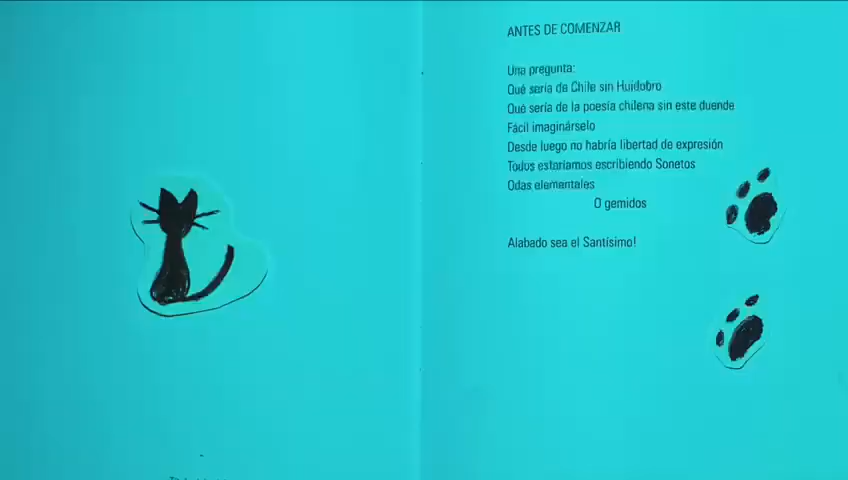 ANTES DE COMENZAR
Una pregunta:
Qué sería de Chile sin Huidobro
Qué sería de la poesía chilena sin este duende
Fácil imaginárselo
Desde luego no habría libertad de expresión
Todos estaríamos escribiendo Sonetos
Odas elementales
O gemidos
Alabado sea el Santísimo!